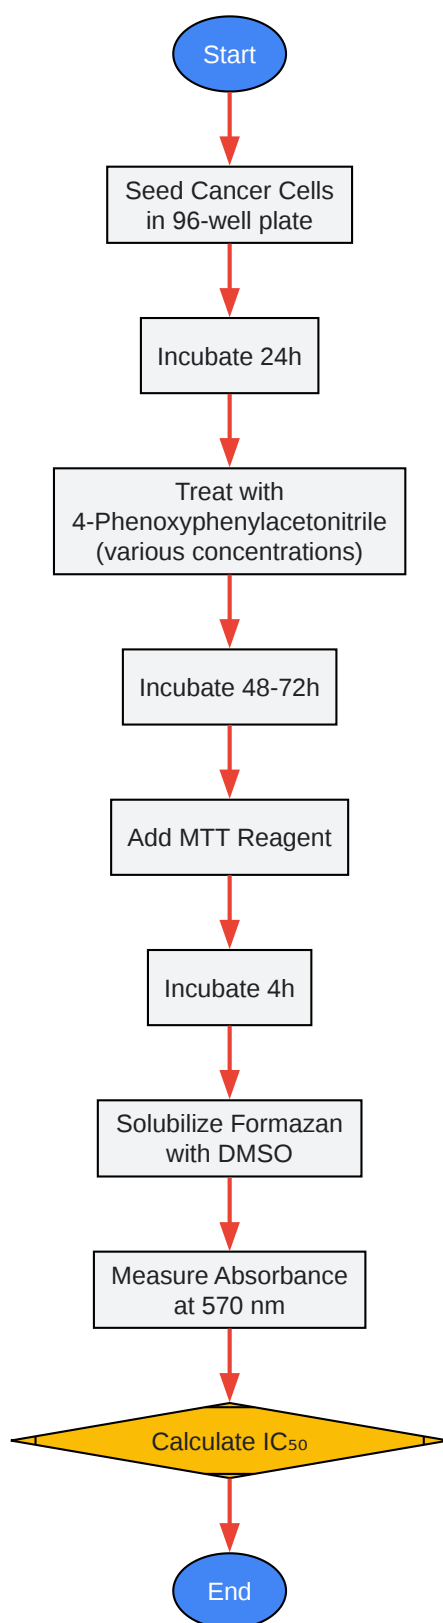 Start
Seed Cancer Cells
in 96-well plate
Incubate 24h
Treat with
4-Phenoxyphenylacetonitrile
(various concentrations)
Incubate 48-72h
Add MTT Reagent
Incubate 4h
Solubilize Formazan
with DMSO
Measure Absorbance
at 570 nm
Calculate IC₅₀
End